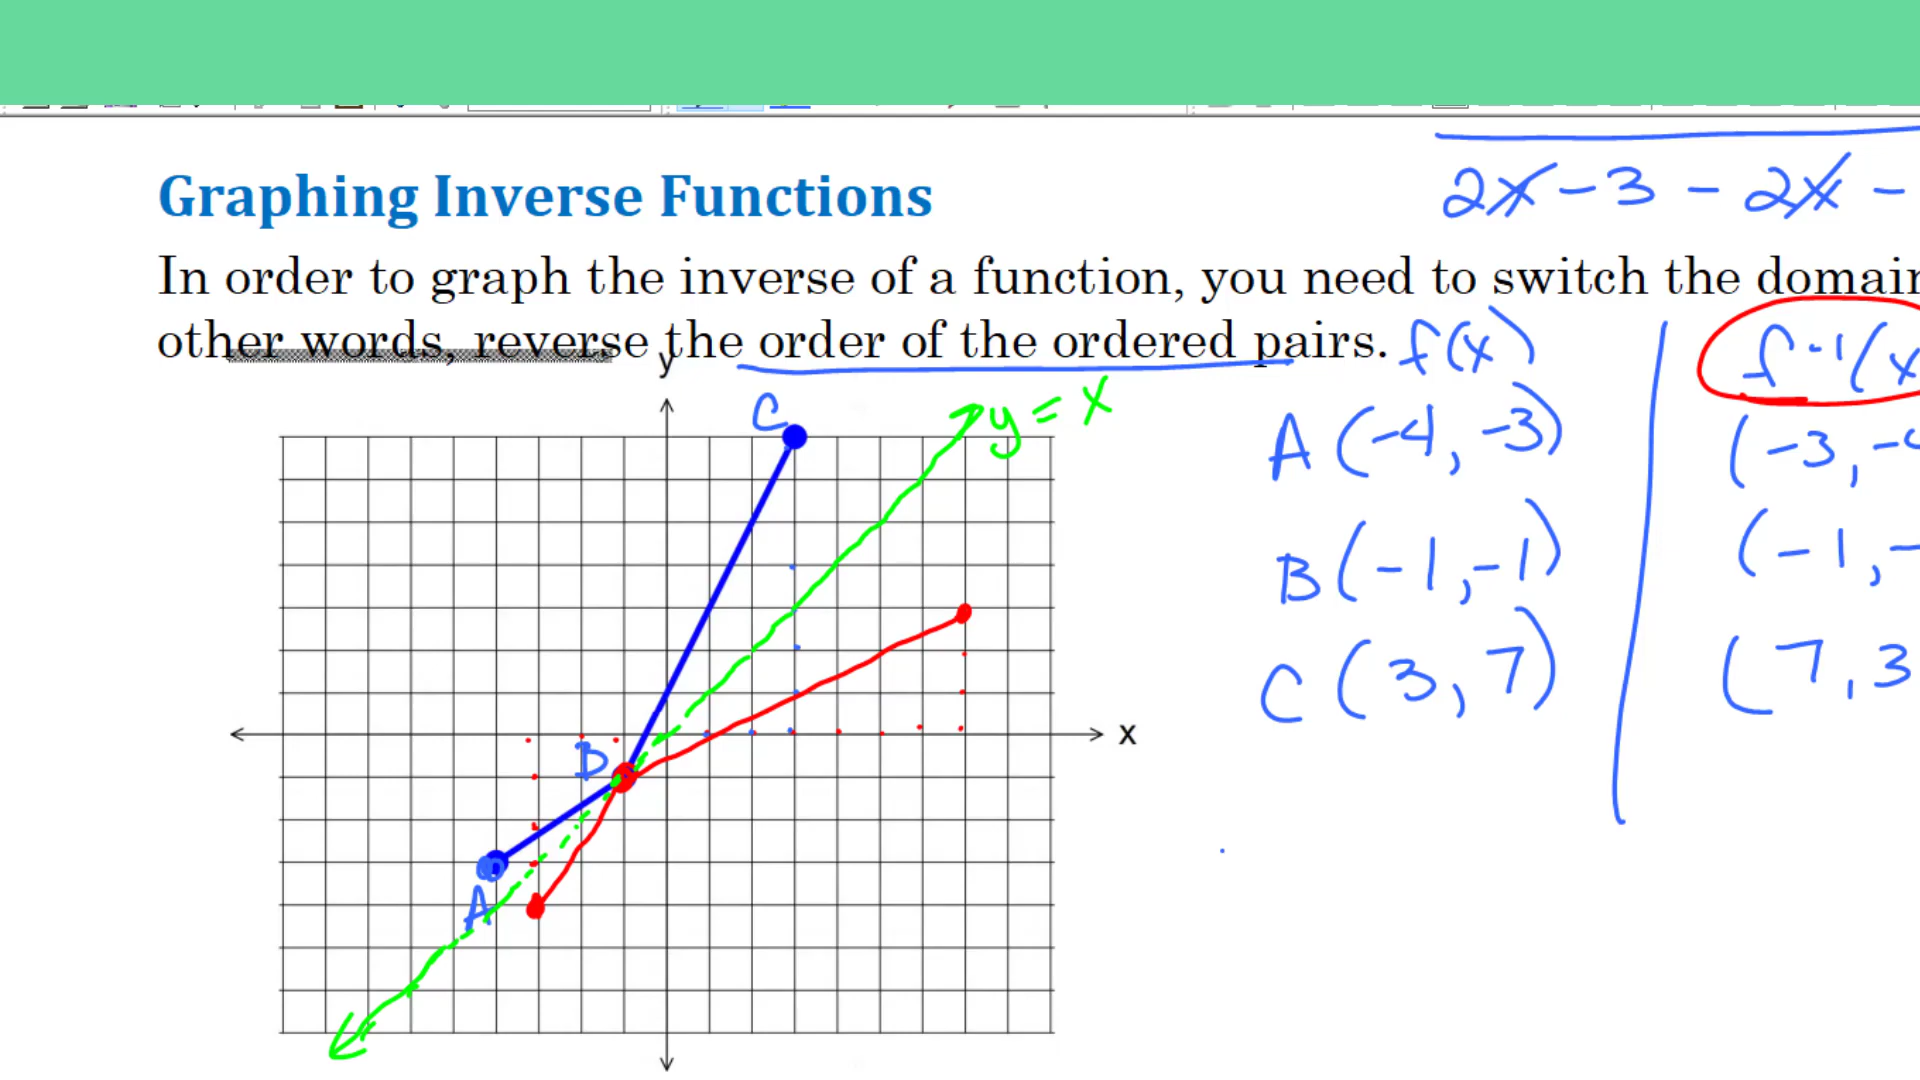 2x - 3 - 2x -
Graphing Inverse Functions
In order to graph the inverse of a function, you need to switch the domain
other words, reverse the order of the ordered pairs.
f(x)
f⁻¹(x
y
C
y = x
A (-4, -3)
(-3, -4
B (-1, -1)
(-1, -
C (3, 7)
(7, 3
x
B
A